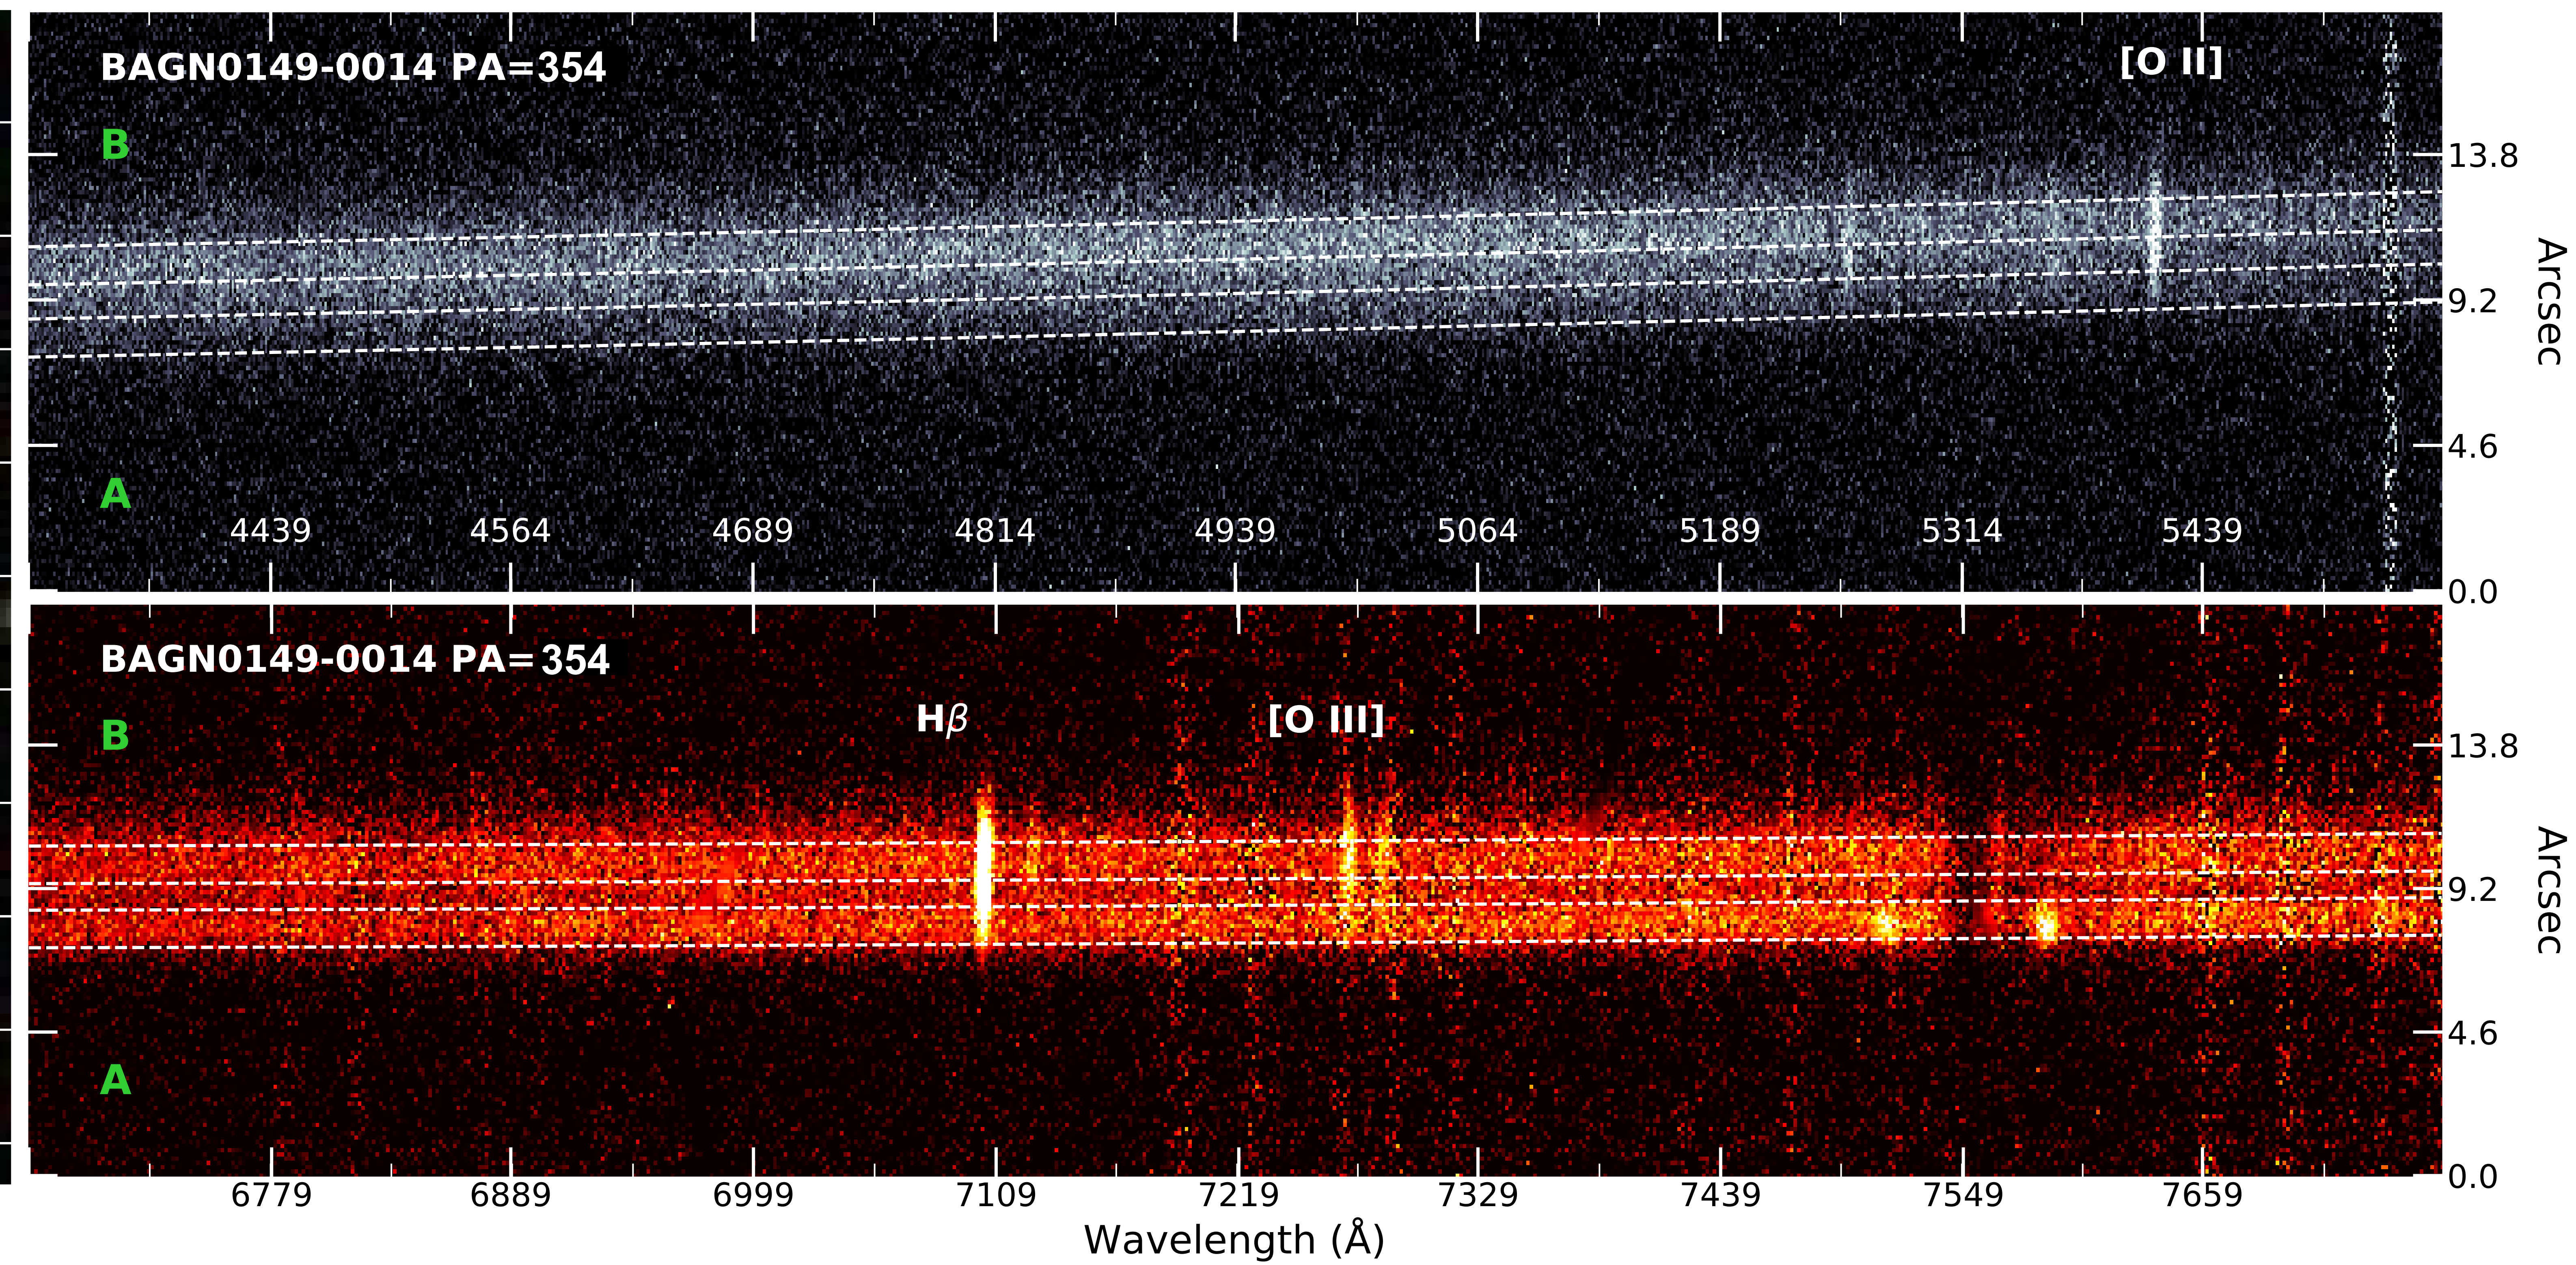 BAGN0149-0014 PA=354
[O II]
B
13.8
9.2
Arcsec
4.6
A
4439 4564 4689 4814 4939 5064 5189 5314 5439
0.0
BAGN0149-0014 PA=354
Hβ [O III]
B
13.8
9.2
Arcsec
4.6
A
0.0
6779 6889 6999 7109 7219 7329 7439 7549 7659
Wavelength (Å)